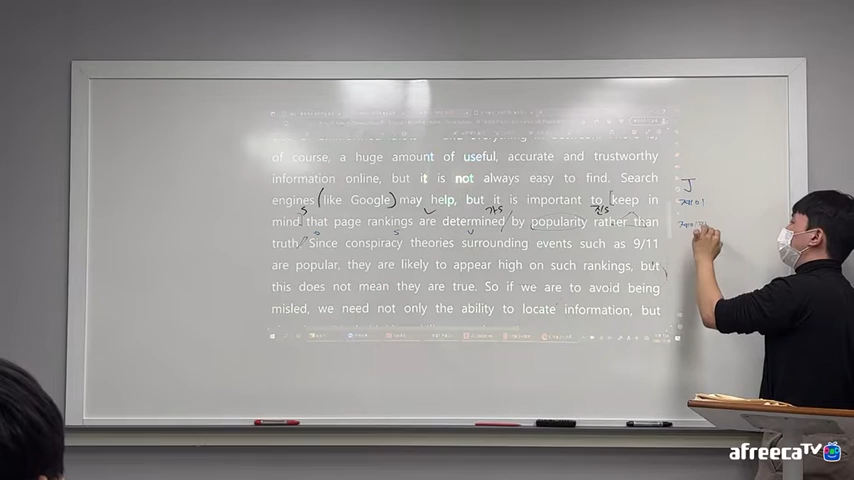 of course, a huge amount of useful, accurate and trustworthy
information online, but it is not always easy to find. Search
engines (like Google) may help, but it is important to [keep in
mind that page rankings are determined by popularity rather than
truth. Since conspiracy theories surrounding events such as 9/11
are popular, they are likely to appear high on such rankings, but
this does not mean they are true. So if we are to avoid being
misled, we need not only the ability to locate information, but
S
가S
진S
S
S
J
afreecaTV